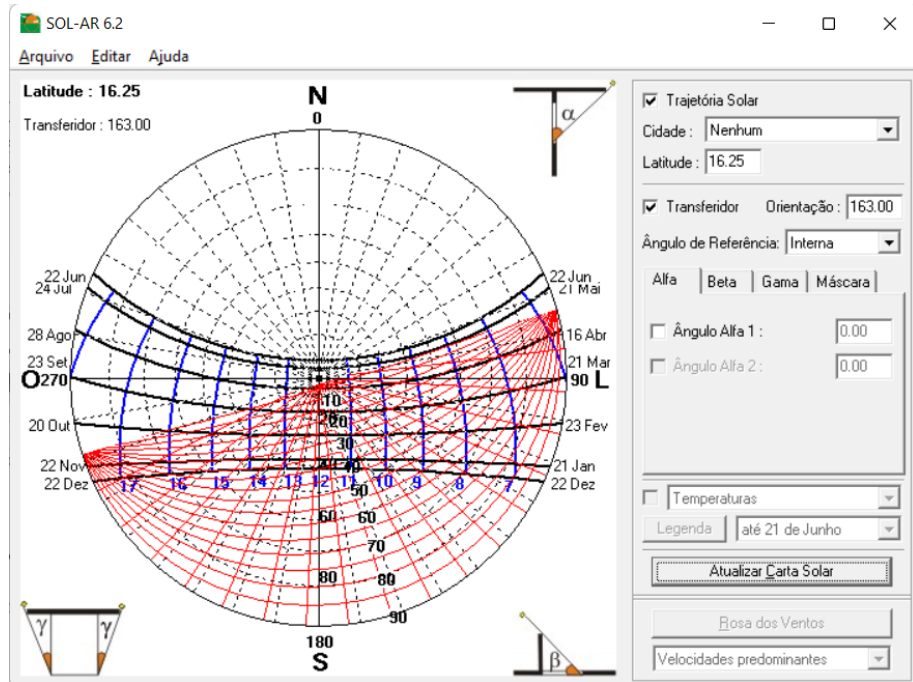 SOL-AR 6.2
Arquivo Editar Ajuda
Latitude : 16.25
Transferidor : 163.00
N
0
α
22 Jun
24 Jul
28 Ago
23 Set
O 270
20 Out
22 Nov
22 Dez
22 Jun
21 Mai
16 Abr
21 Mar
90 L
23 Fev
21 Jan
22 Dez
17 16 15 14 13 12 11 10 9 8 7
10
20
30
40
50
60 60
70
80 80
90
180
S
γ γ
β
Trajetória Solar
Cidade : Nenhum
Latitude : 16.25
Transferidor Orientação : 163.00
Ângulo de Referência: Interna
Alfa Beta Gama Máscara
Ângulo Alfa 1 : 0.00
Ângulo Alfa 2 : 0.00
Temperaturas
Legenda até 21 de Junho
Atualizar Carta Solar
Rosa dos Ventos
Velocidades predominantes